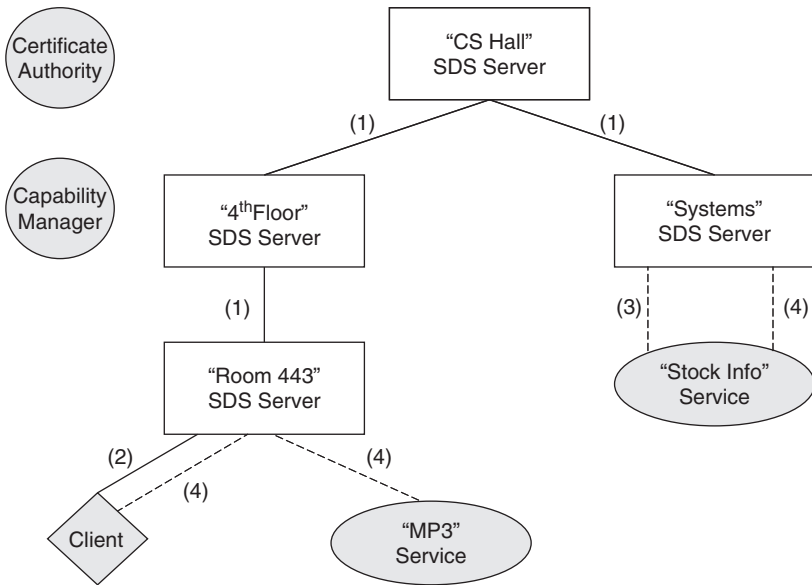 Certificate
Authority
“CS Hall”
SDS Server
(1)
(1)
Capability
Manager
“4thFloor”
SDS Server
“Systems”
SDS Server
(1)
(3)
(4)
“Room 443”
SDS Server
“Stock Info”
Service
(2)
(4)
(4)
Client
“MP3”
Service